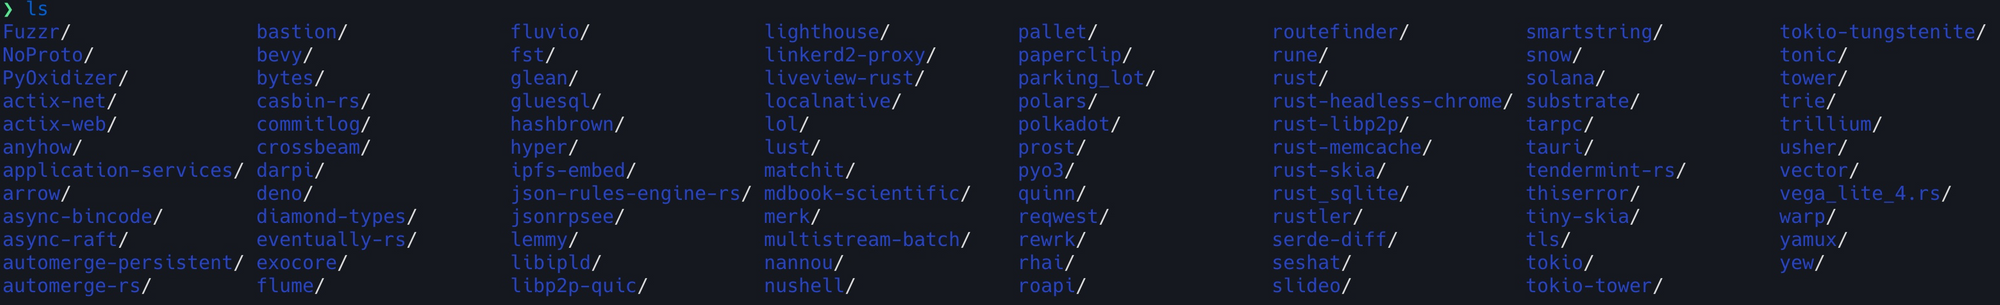 ❯ ls
Fuzzr/ bastion/ fluvio/ lighthouse/ pallet/ routefinder/ smartstring/ tokio-tungstenite/
NoProto/ bevy/ fst/ linkerd2-proxy/ paperclip/ rune/ snow/ tonic/
PyOxidizer/ bytes/ glean/ liveview-rust/ parking_lot/ rust/ solana/ tower/
actix-net/ casbin-rs/ gluesql/ localnative/ polars/ rust-headless-chrome/ substrate/ trie/
actix-web/ commitlog/ hashbrown/ lol/ polkadot/ rust-libp2p/ tarpc/ trillium/
anyhow/ crossbeam/ hyper/ lust/ prost/ rust-memcache/ tauri/ usher/
application-services/ darpi/ ipfs-embed/ matchit/ pyo3/ rust-skia/ tendermint-rs/ vector/
arrow/ deno/ json-rules-engine-rs/ mdbook-scientific/ quinn/ rust_sqlite/ thiserror/ vega_lite_4.rs/
async-bincode/ diamond-types/ jsonrpsee/ merk/ reqwest/ rustler/ tiny-skia/ warp/
async-raft/ eventually-rs/ lemmy/ multistream-batch/ rewrk/ serde-diff/ tls/ yamux/
automerge-persistent/ exocore/ libipld/ nannou/ rhai/ seshat/ tokio/ yew/
automerge-rs/ flume/ libp2p-quic/ nushell/ roapi/ slideo/ tokio-tower/